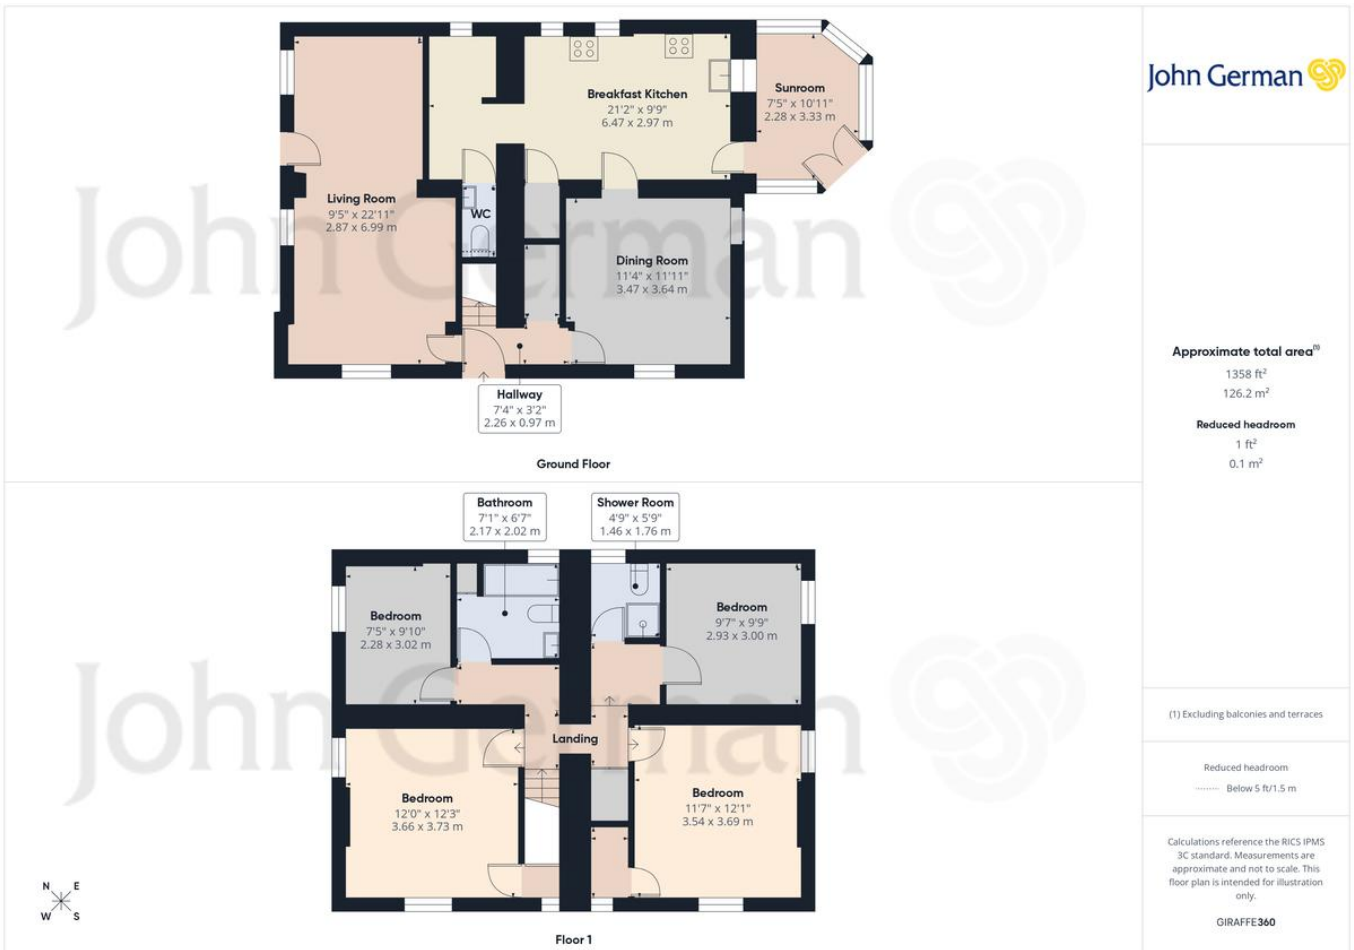 John German
Breakfast Kitchen
21'2" x 9'9"
6.47 x 2.97 m
Sunroom
7'5" x 10'11"
2.28 x 3.33 m
Living Room
9'5" x 22'11"
2.87 x 6.99 m
WC
Dining Room
11'4" x 11'11"
3.47 x 3.64 m
Hallway
7'4" x 3'2"
2.26 x 0.97 m
Ground Floor
John German
Bathroom
7'1" x 6'7"
2.17 x 2.02 m
Shower Room
4'9" x 5'9"
1.46 x 1.76 m
Bedroom
7'5" x 9'10"
2.28 x 3.02 m
Bedroom
9'7" x 9'9"
2.93 x 3.00 m
Landing
Bedroom
12'0" x 12'3"
3.66 x 3.73 m
Bedroom
11'7" x 12'1"
3.54 x 3.69 m
John German
N E
W S
Floor 1
John German
Approximate total area(1)
1358 ft²
126.2 m²
Reduced headroom
1 ft²
0.1 m²
(1) Excluding balconies and terraces
Reduced headroom
Below 5 ft/1.5 m
Calculations reference the RICS IPMS
3C standard. Measurements are
approximate and not to scale. This
floor plan is intended for illustration
only.
GIRAFFE360